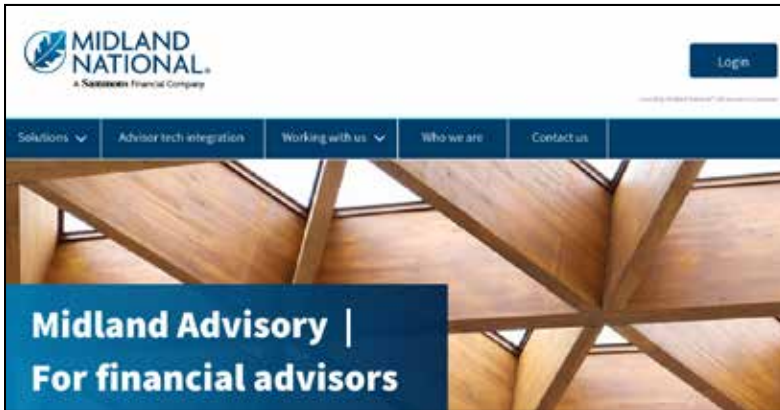 MIDLAND
NATIONAL®
A Sammons Financial Company
Login
Solutions
Advisor tech integration
Working with us
Who we are
Contact us
Midland Advisory |
For financial advisors